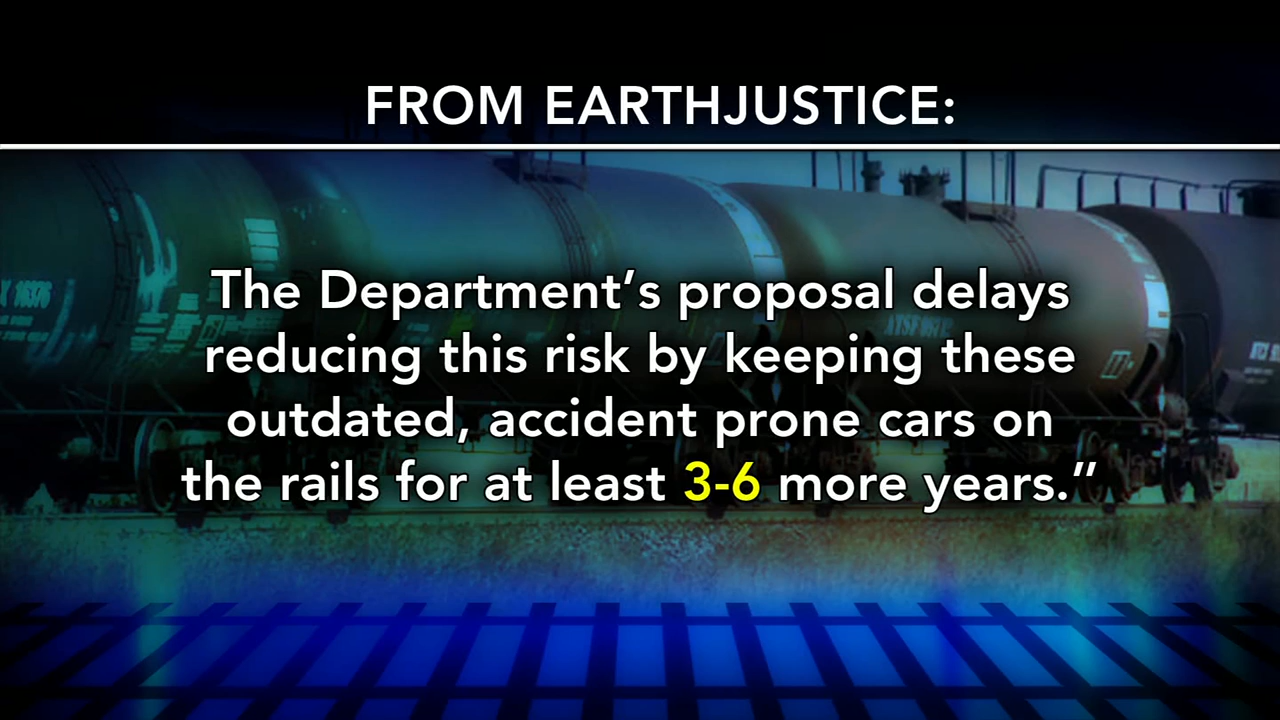 FROM EARTHJUSTICE:
The Department’s proposal delays
reducing this risk by keeping these
outdated, accident prone cars on
the rails for at least 3-6 more years.”